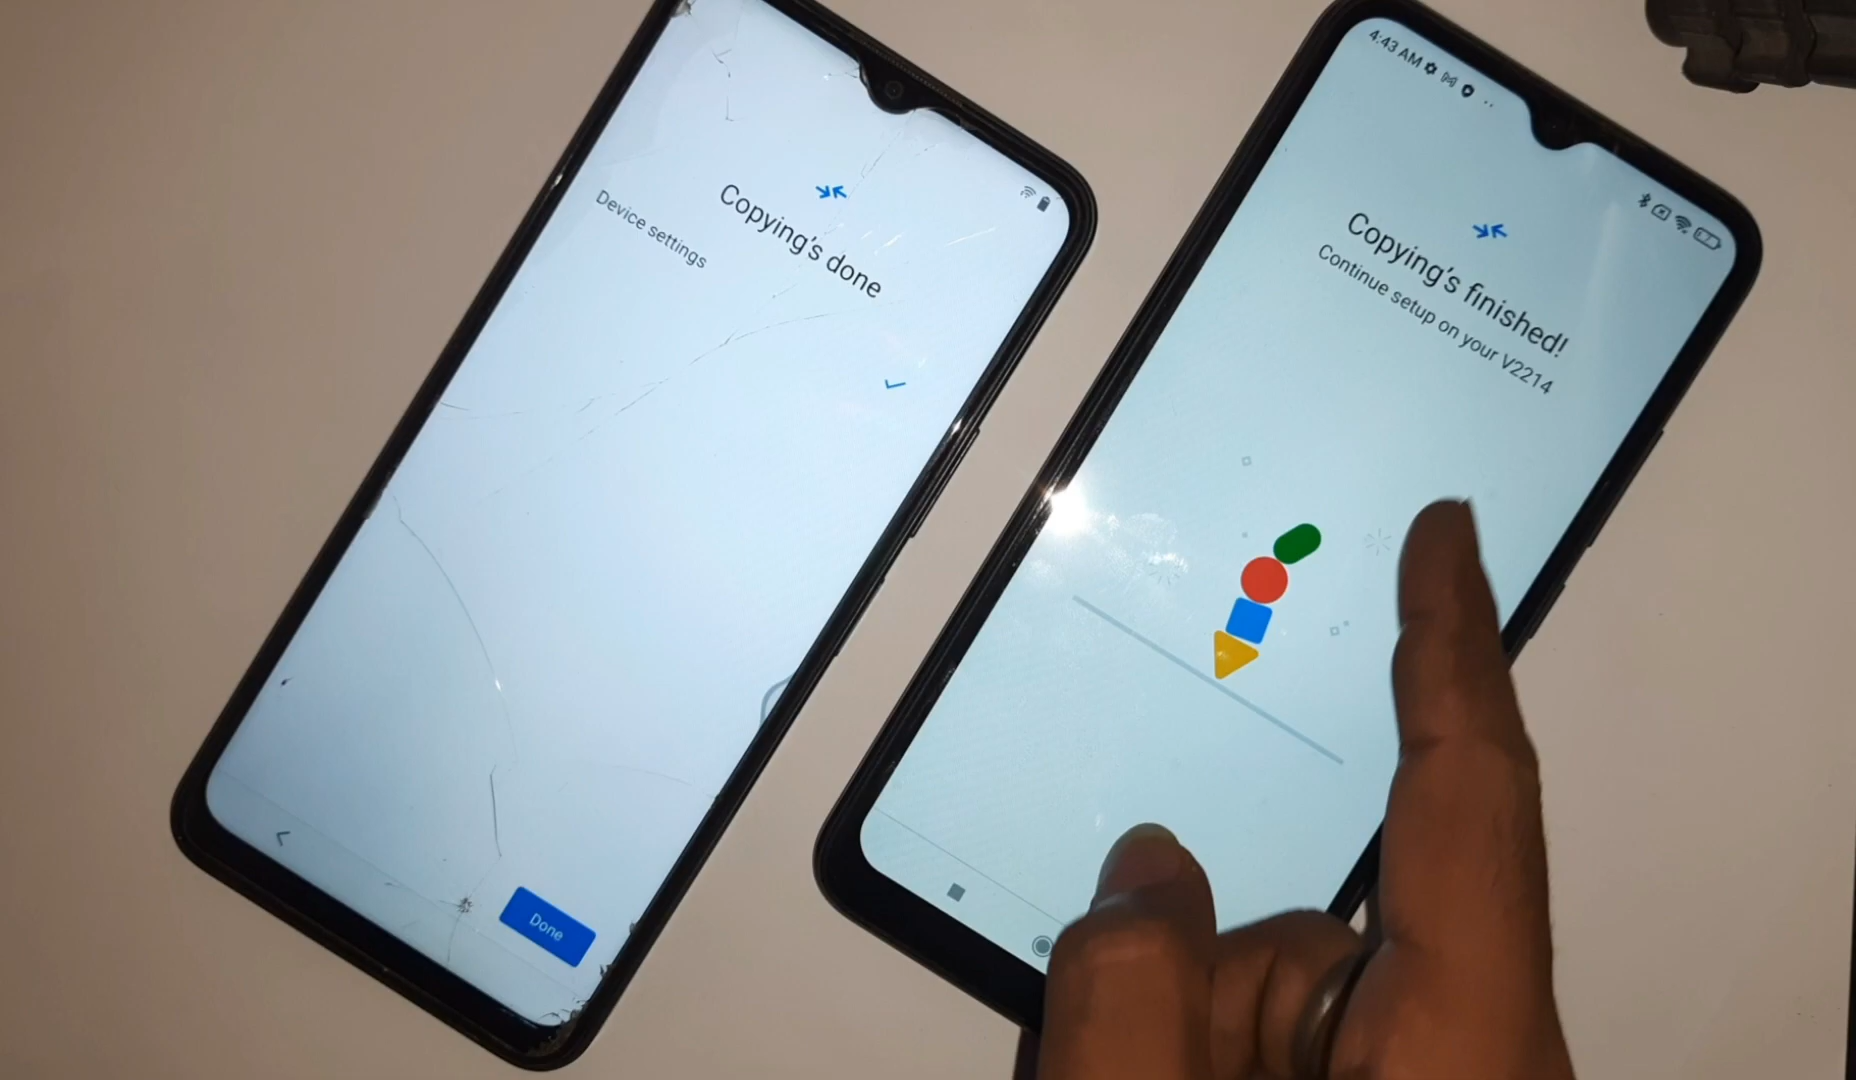 Copying's done
Device settings
Done
4:43 AM
Copying's finished!
Continue setup on your V2214